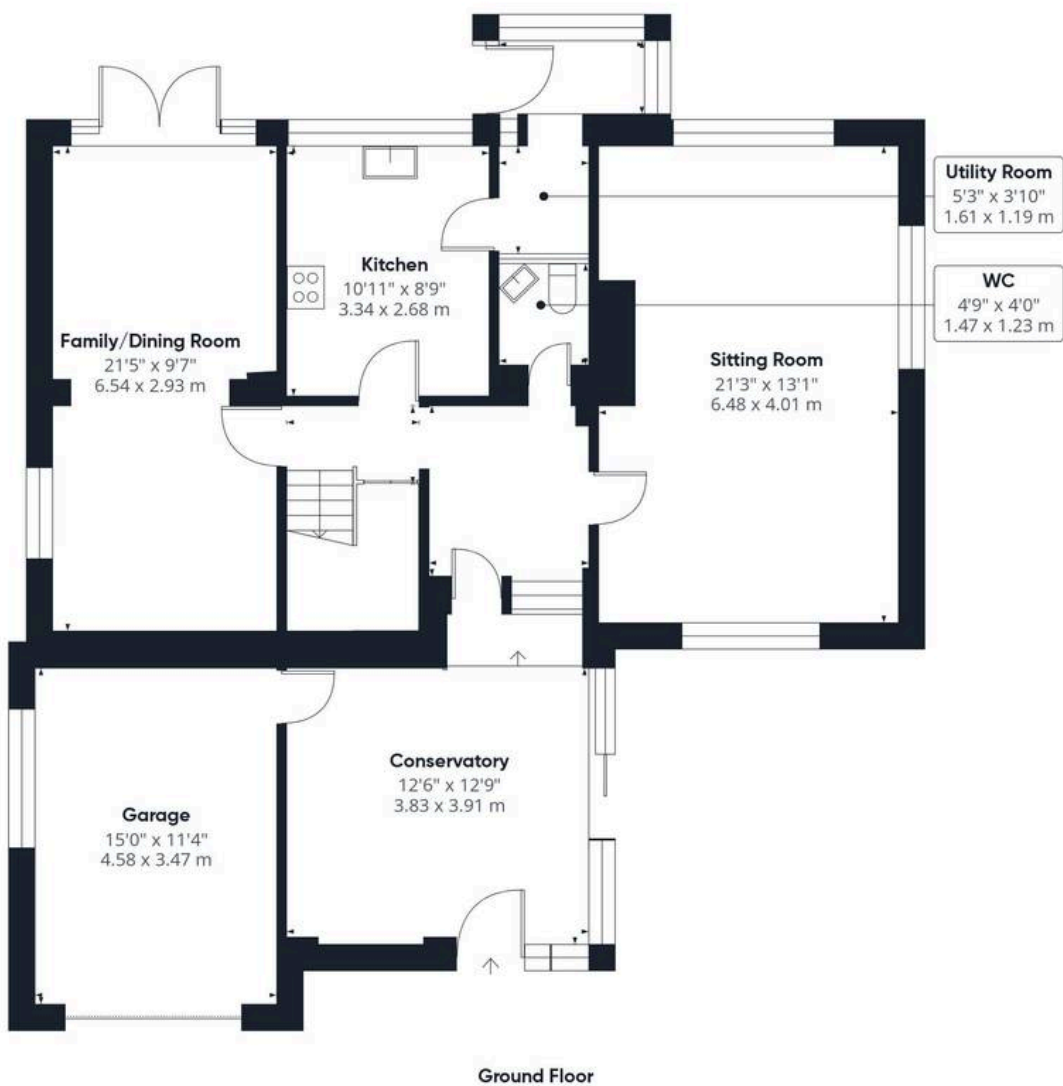 Utility Room
5'3" x 3'10"
1.61 x 1.19 m
WC
4'9" x 4'0"
1.47 x 1.23 m
Kitchen
10'11" x 8'9"
3.34 x 2.68 m
Family/Dining Room
21'5" x 9'7"
6.54 x 2.93 m
Sitting Room
21'3" x 13'1"
6.48 x 4.01 m
Conservatory
12'6" x 12'9"
3.83 x 3.91 m
Garage
15'0" x 11'4"
4.58 x 3.47 m
Ground Floor